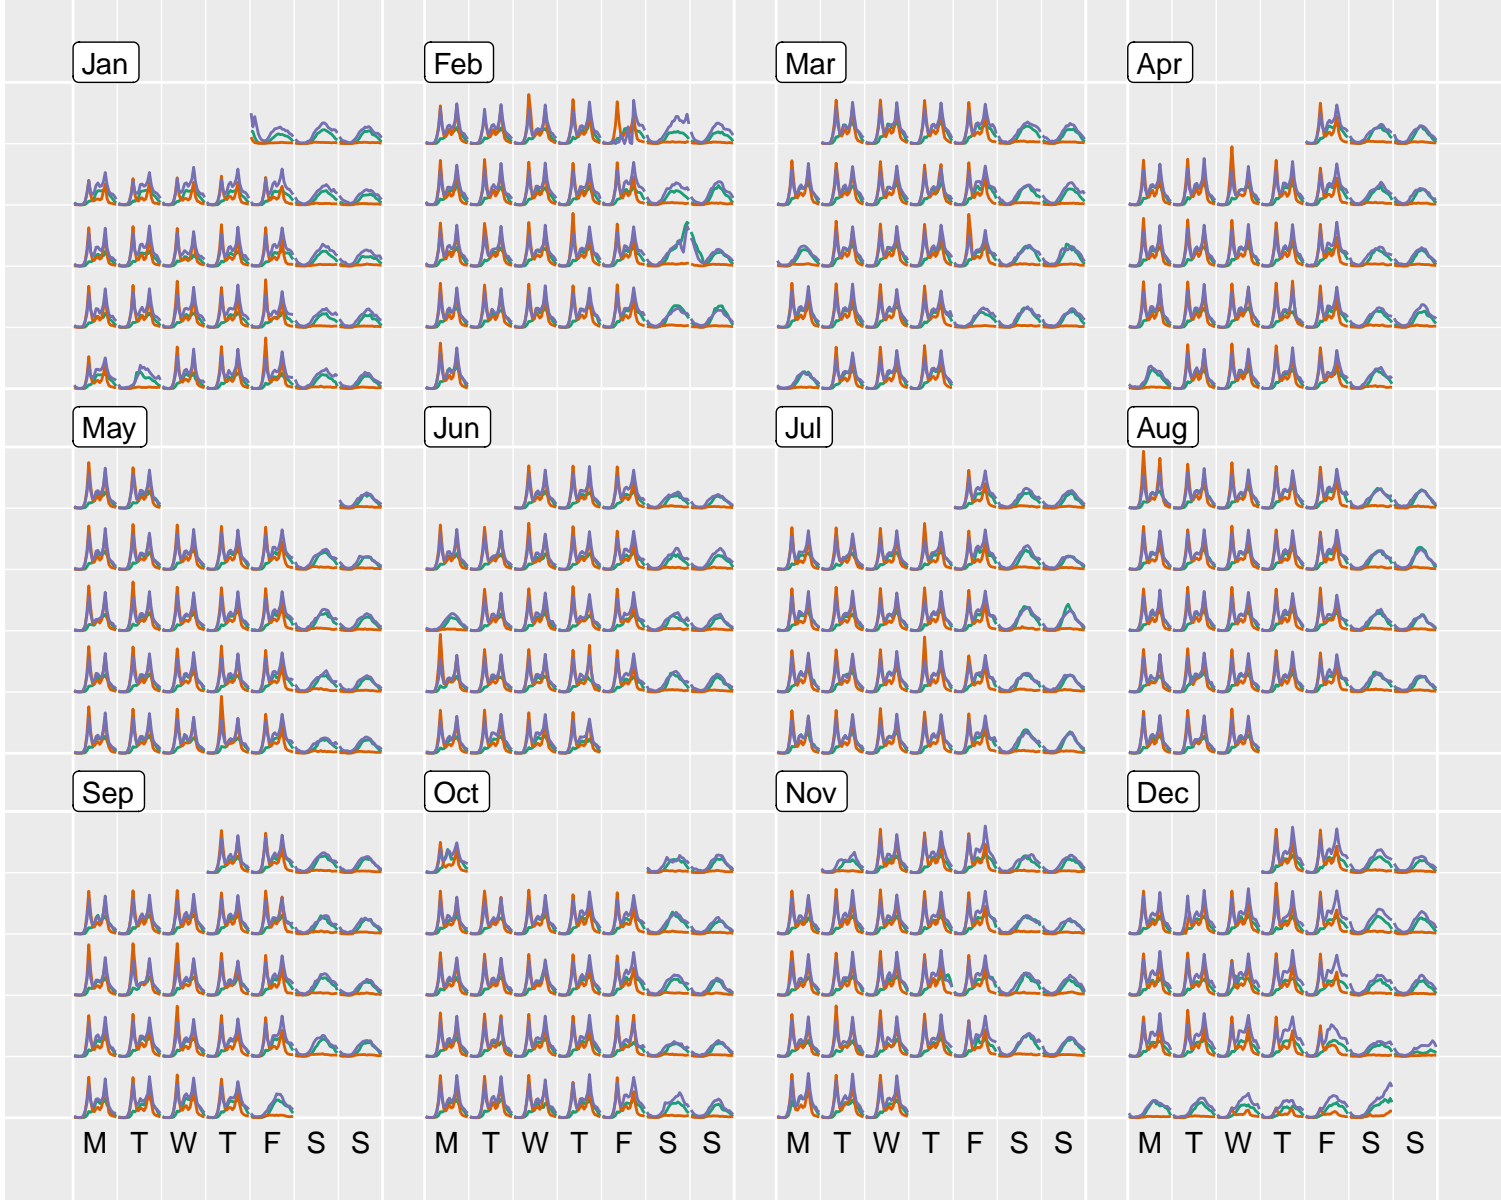 Jan Feb Mar Apr
May Jun Jul Aug
Sep Oct Nov Dec
M T W T F S S M T W T F S S M T W T F S S M T W T F S S